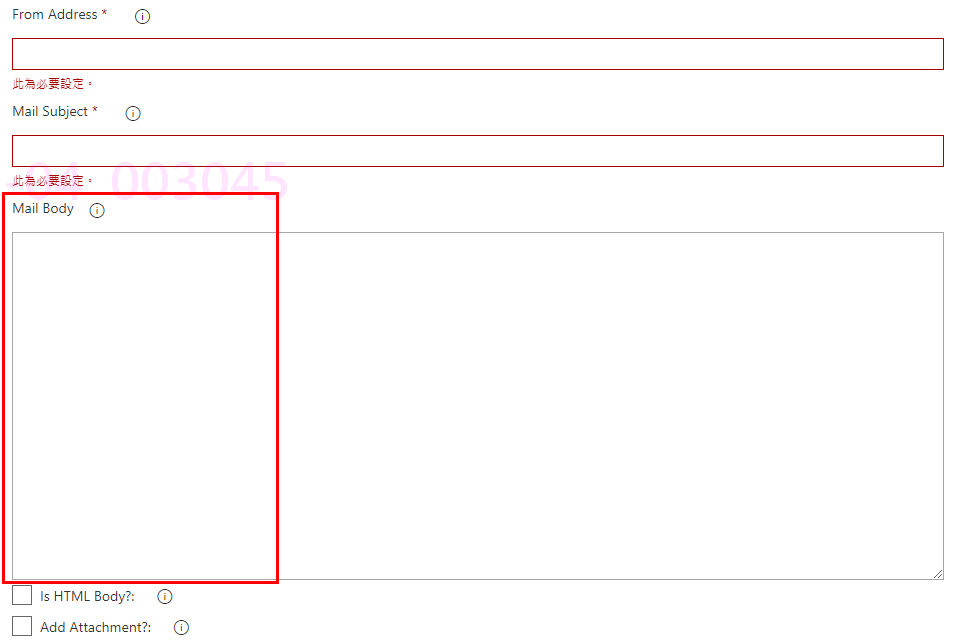 From Address *
此為必要設定。
Mail Subject *
此為必要設定。
003045
Mail Body
Is HTML Body?:
Add Attachment?: